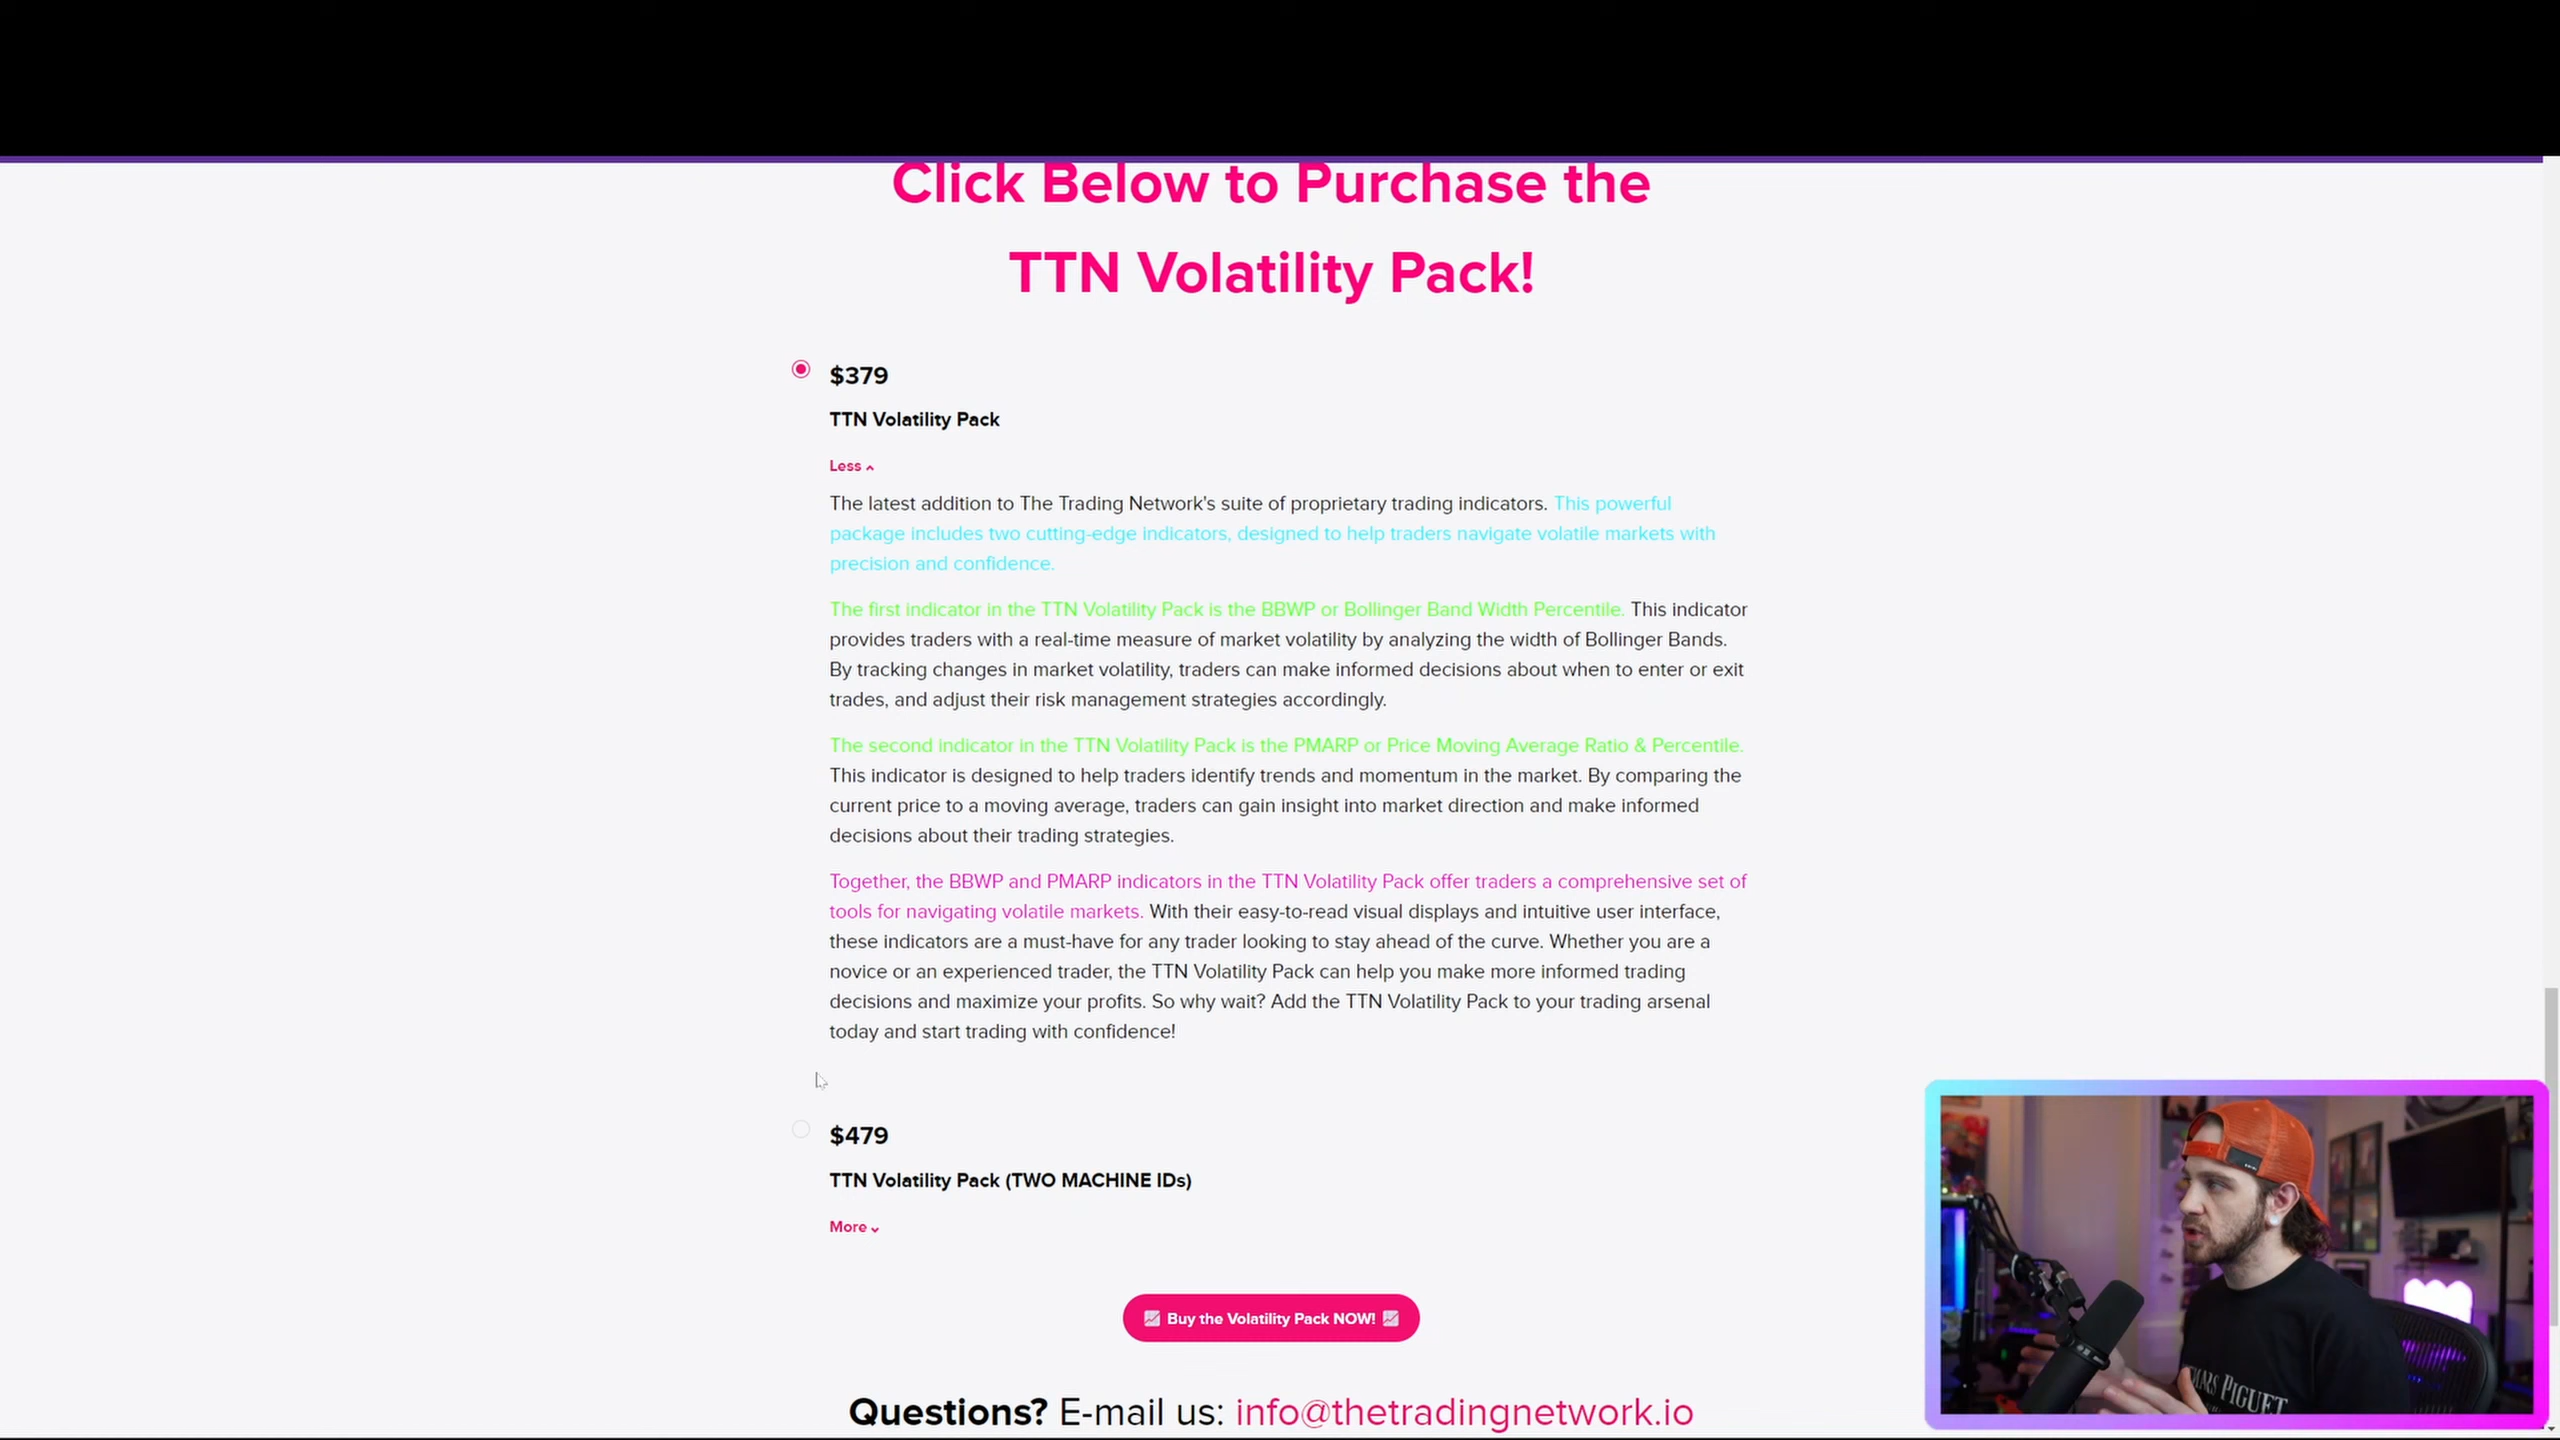 Click Below to Purchase the
TTN Volatility Pack!
$379
TTN Volatility Pack
Less
The latest addition to The Trading Network's suite of proprietary trading indicators. This powerful
package includes two cutting-edge indicators, designed to help traders navigate volatile markets with
precision and confidence.
The first indicator in the TTN Volatility Pack is the BBWP or Bollinger Band Width Percentile. This indicator
provides traders with a real-time measure of market volatility by analyzing the width of Bollinger Bands.
By tracking changes in market volatility, traders can make informed decisions about when to enter or exit
trades, and adjust their risk management strategies accordingly.
The second indicator in the TTN Volatility Pack is the PMARP or Price Moving Average Ratio & Percentile.
This indicator is designed to help traders identify trends and momentum in the market. By comparing the
current price to a moving average, traders can gain insight into market direction and make informed
decisions about their trading strategies.
Together, the BBWP and PMARP indicators in the TTN Volatility Pack offer traders a comprehensive set of
tools for navigating volatile markets. With their easy-to-read visual displays and intuitive user interface,
these indicators are a must-have for any trader looking to stay ahead of the curve. Whether you are a
novice or an experienced trader, the TTN Volatility Pack can help you make more informed trading
decisions and maximize your profits. So why wait? Add the TTN Volatility Pack to your trading arsenal
today and start trading with confidence!
$479
TTN Volatility Pack (TWO MACHINE IDs)
More
Buy the Volatility Pack NOW!
Questions? E-mail us: info@thetradingnetwork.io
PIGUET